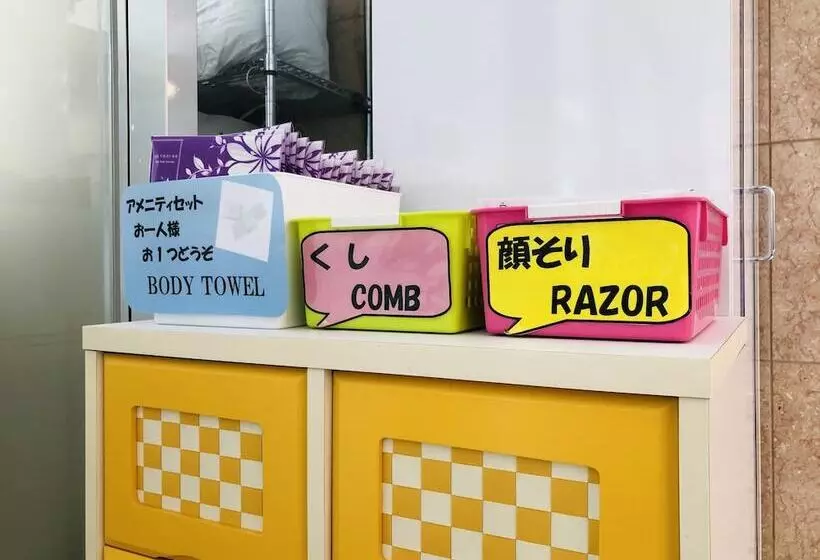 アメニティセット
お一人様
お1つどうぞ
BODY TOWEL
くし
COMB
顔そり
RAZOR